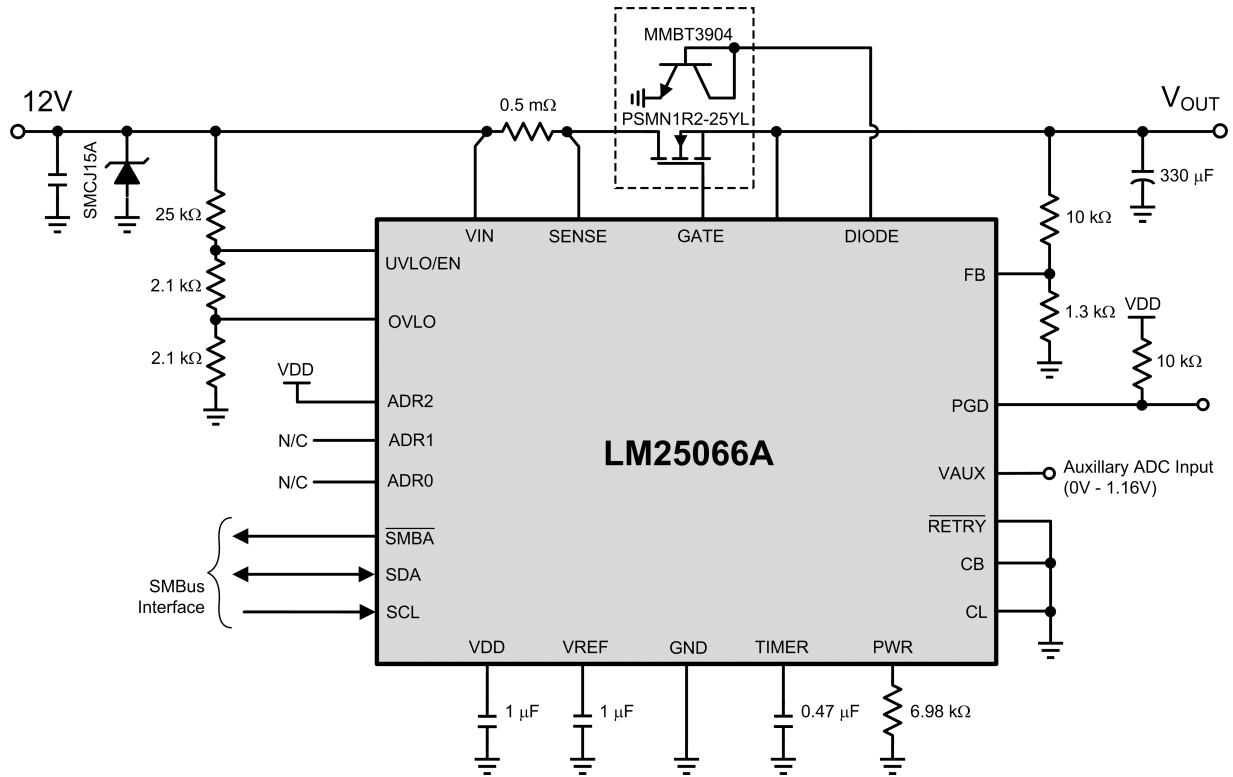 MMBT3904
12V
0.5 mΩ
PSMN1R2-25YL
VOUT
SMCJ15A
330 µF
25 kΩ
10 kΩ
VIN
SENSE
GATE
DIODE
UVLO/EN
FB
2.1 kΩ
1.3 kΩ
VDD
OVLO
2.1 kΩ
10 kΩ
VDD
ADR2
PGD
N/C
ADR1
LM25066A
VAUX
Auxillary ADC Input
(0V - 1.16V)
N/C
ADR0
RETRY
SMBA
CB
SDA
SMBus
Interface
SCL
CL
VDD
VREF
GND
TIMER
PWR
1 µF
1 µF
0.47 µF
6.98 kΩ